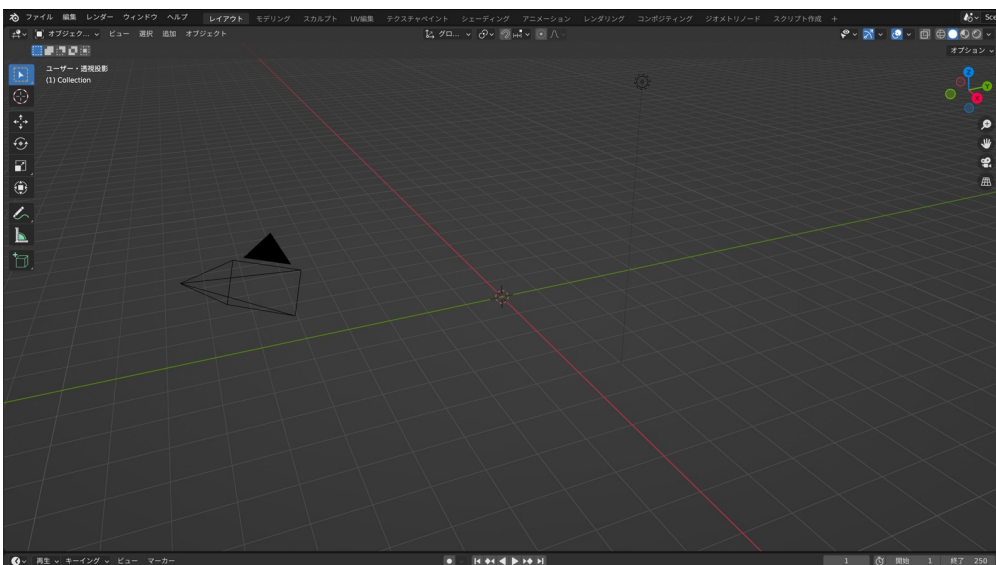 ファイル 編集 レンダー ウィンドウ ヘルプ レイアウト モデリング スカルプト UV編集 テクスチャペイント シェーディング アニメーション レンダリング コンポジティング ジオメトリノード スクリプト作成 + Sce
オブジェク... ビュー 選択 追加 オブジェクト グロ...
オプション
ユーザー・透視投影
(1) Collection
Z
Y
X
再生 キーイング ビュー マーカー 1 開始 1 終了 250